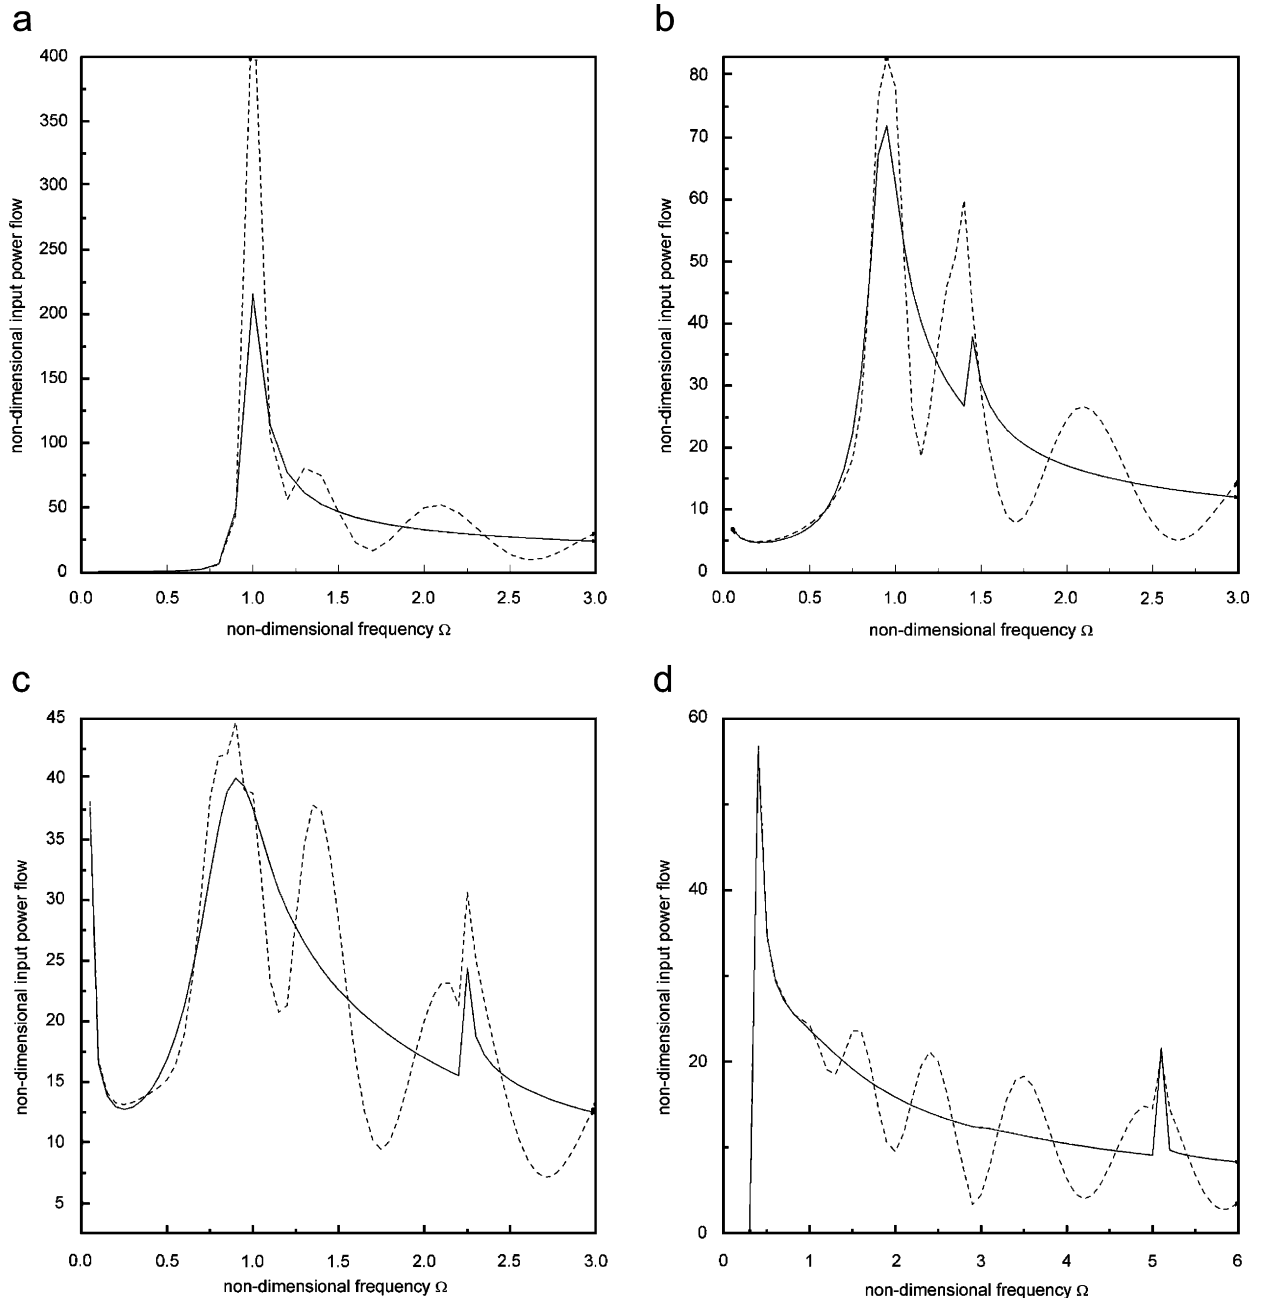 a
400
350
300
250
200
150
100
50
0
non-dimensional input power flow
0.0 0.5 1.0 1.5 2.0 2.5 3.0
non-dimensional frequency Ω
b
80
70
60
50
40
30
20
10
0
non-dimensional input power flow
0.0 0.5 1.0 1.5 2.0 2.5 3.0
non-dimensional frequency Ω
c
45
40
35
30
25
20
15
10
5
non-dimensional input power flow
0.0 0.5 1.0 1.5 2.0 2.5 3.0
non-dimensional frequency Ω
d
60
40
20
0
non-dimensional input power flow
0 1 2 3 4 5 6
non-dimensional frequency Ω